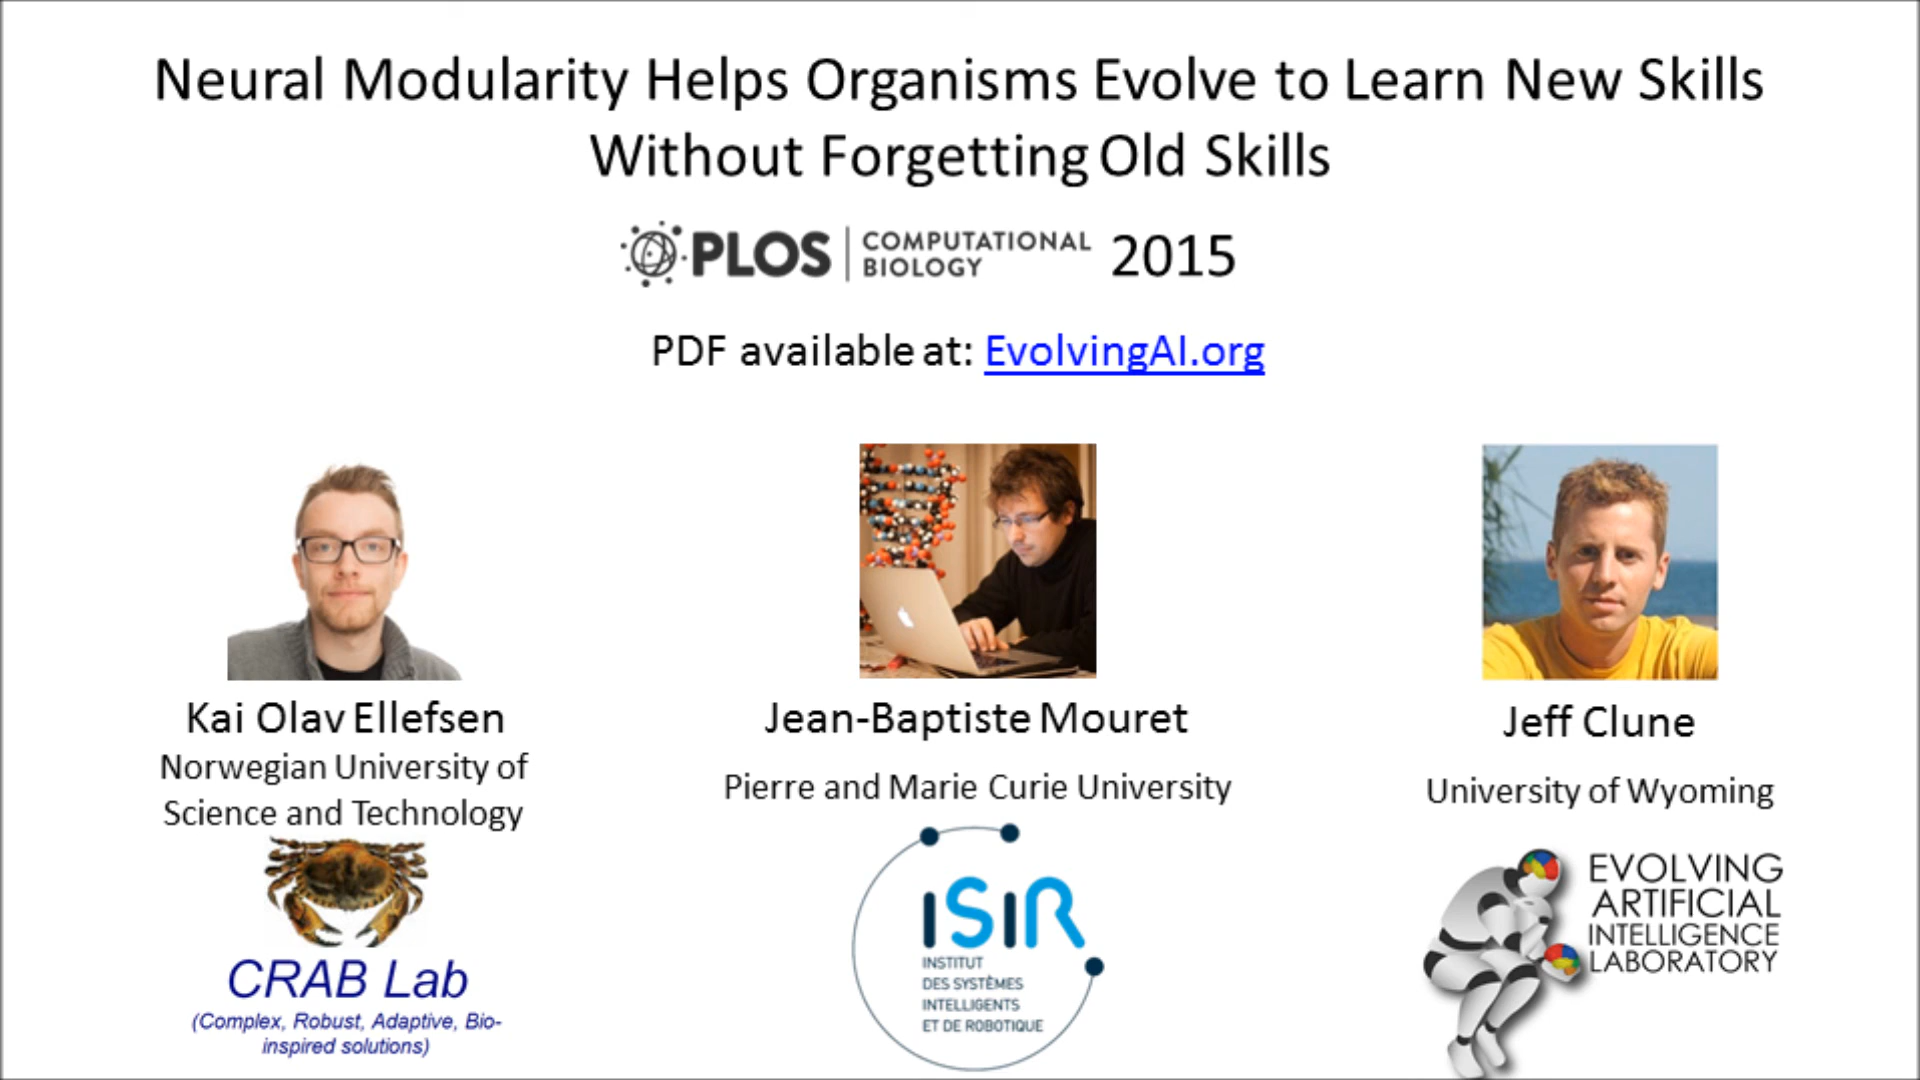 Neural Modularity Helps Organisms Evolve to Learn New Skills
Without Forgetting Old Skills
PLOS COMPUTATIONAL BIOLOGY 2015
PDF available at: EvolvingAI.org
Kai Olav Ellefsen
Norwegian University of
Science and Technology
CRAB Lab
(Complex, Robust, Adaptive, Bio-
inspired solutions)
Jean-Baptiste Mouret
Pierre and Marie Curie University
ISIR
INSTITUT
DES SYSTÈMES
INTELLIGENTS
ET DE ROBOTIQUE
Jeff Clune
University of Wyoming
EVOLVING
ARTIFICIAL
INTELLIGENCE
LABORATORY